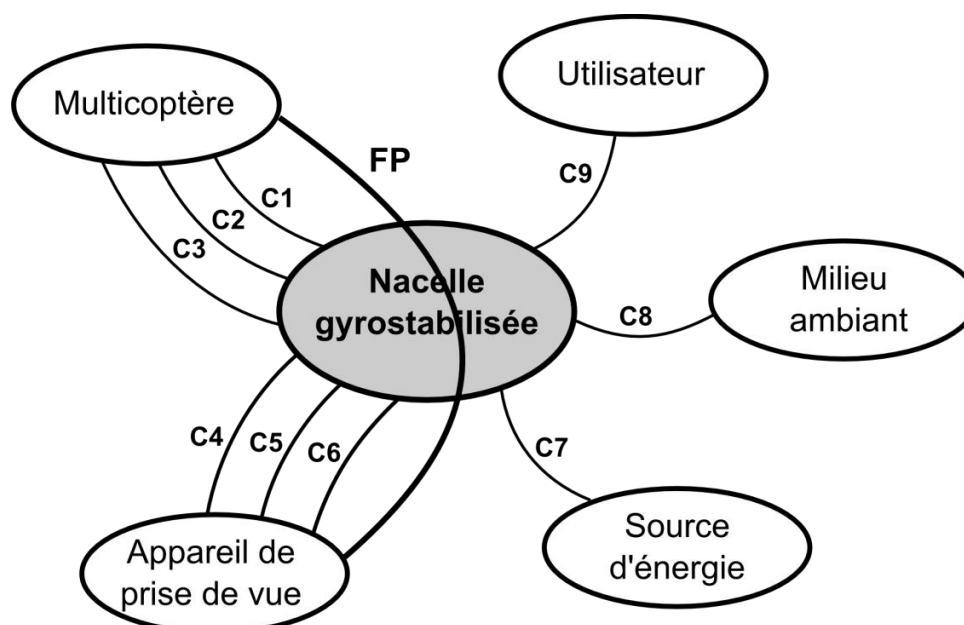 Multicoptère
Utilisateur
FP
C9
C1
C2
C3
Nacelle
gyrostabilisée
Milieu
ambiant
C8
C4
C5
C6
C7
Appareil de
prise de vue
Source
d'énergie